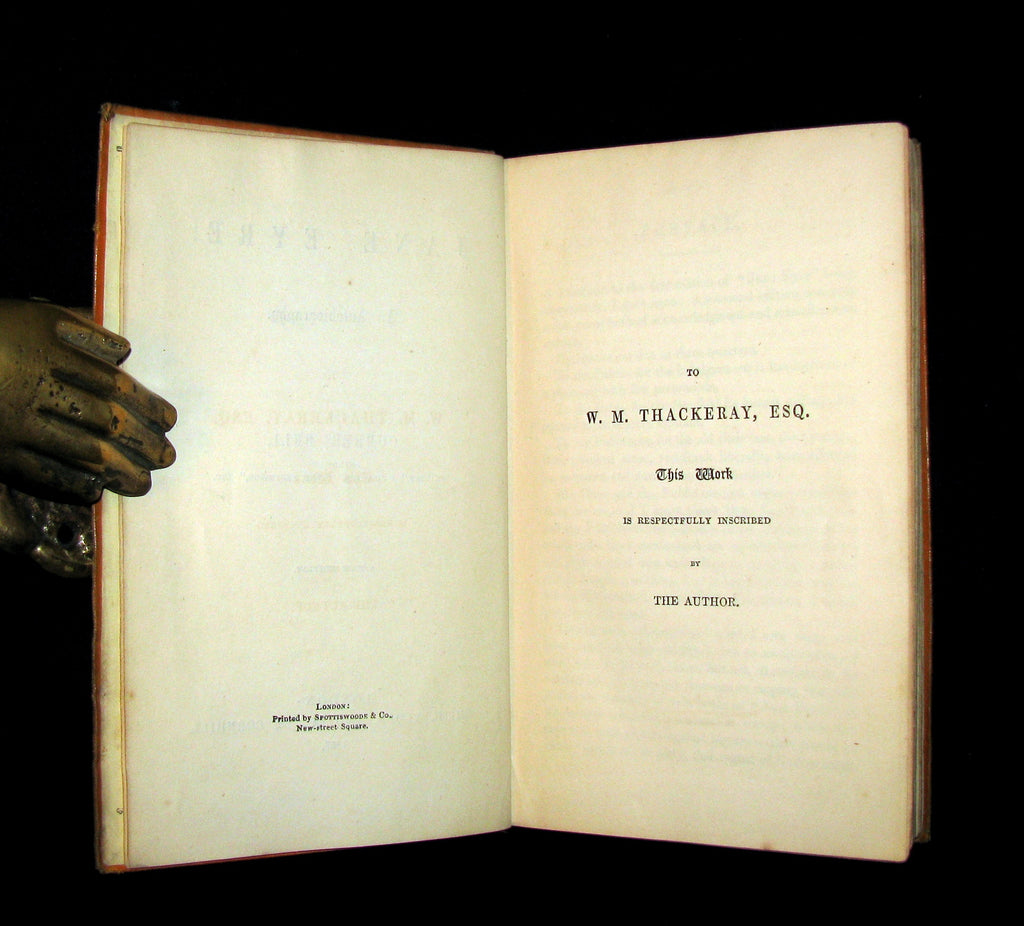 London:
Printed by Spottiswoode & Co.,
New-street Square.
TO
W. M. THACKERAY, ESQ.
This Work
IS RESPECTFULLY INSCRIBED
BY
THE AUTHOR.